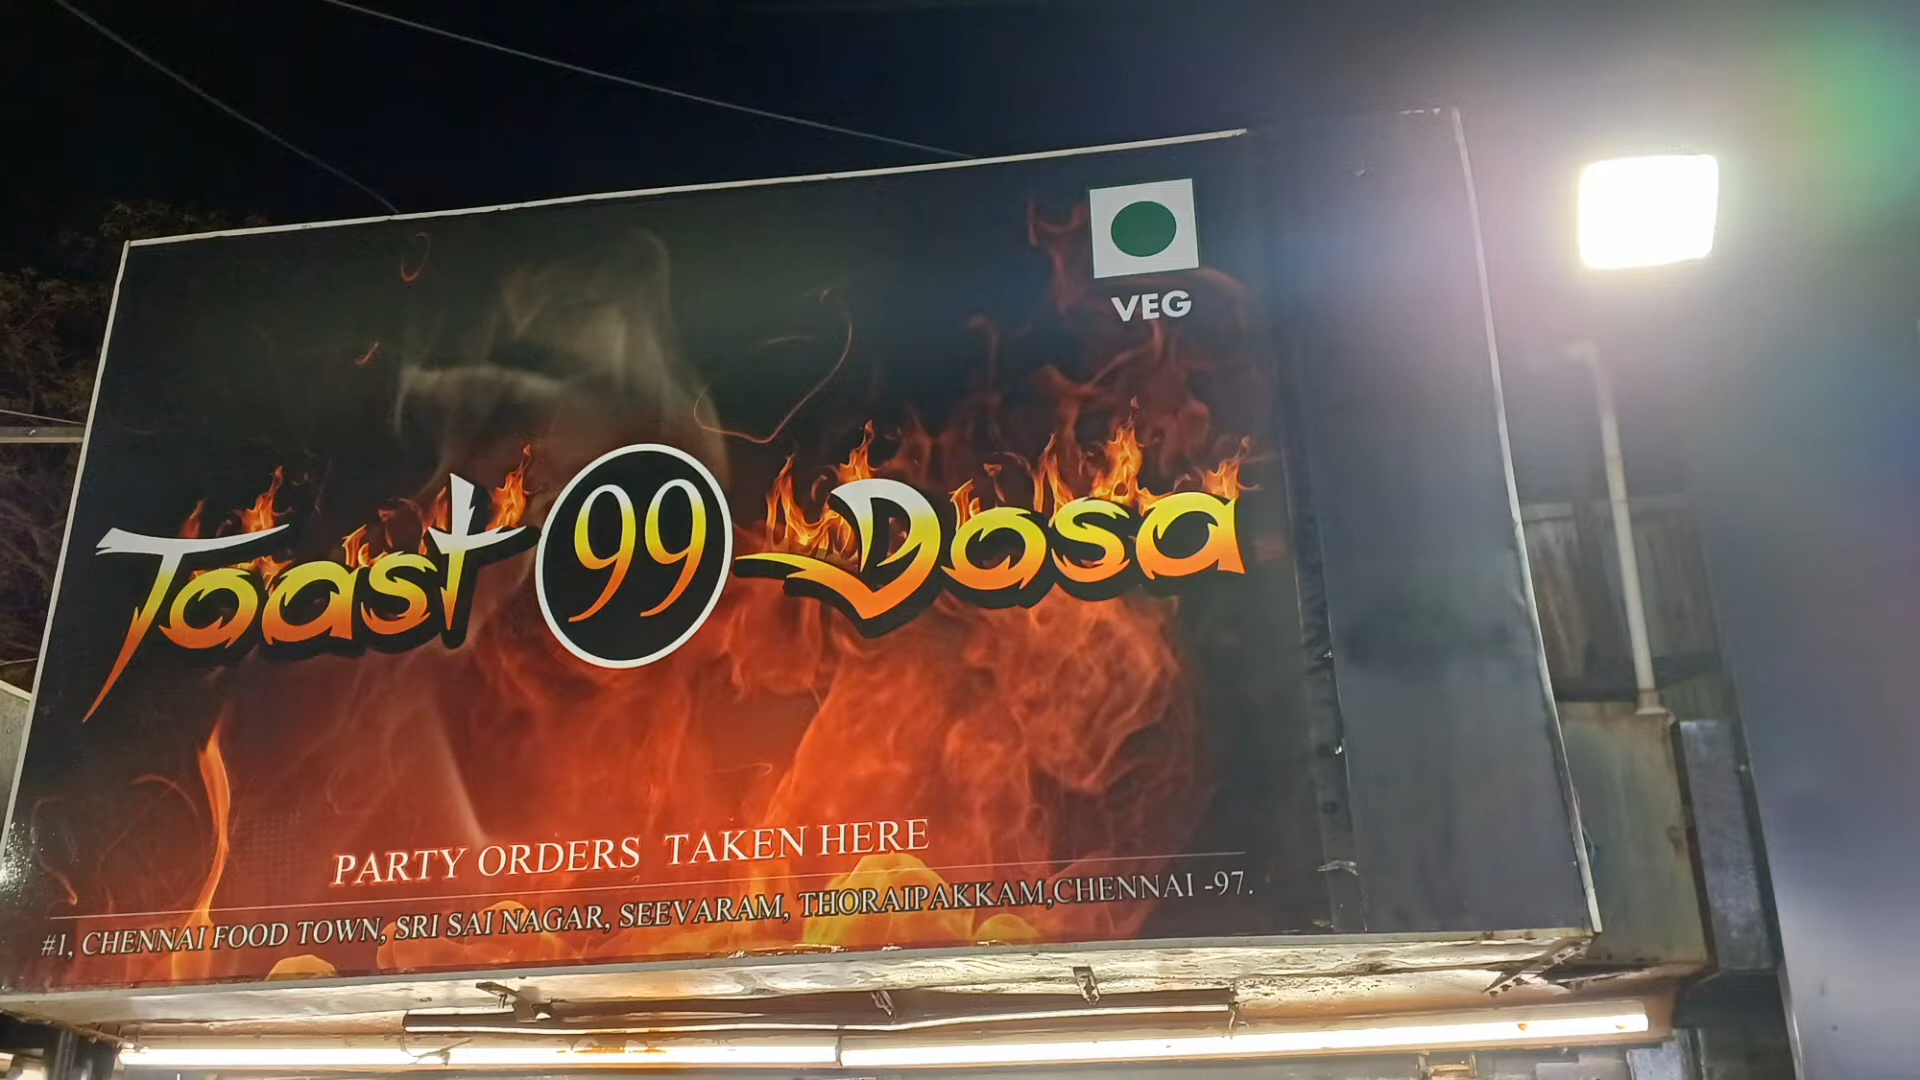 VEG
Toast 99 Dosa
PARTY ORDERS TAKEN HERE
#1, CHENNAI FOOD TOWN, SRI SAI NAGAR, SEEVARAM, THORAIPAKKAM,CHENNAI -97.